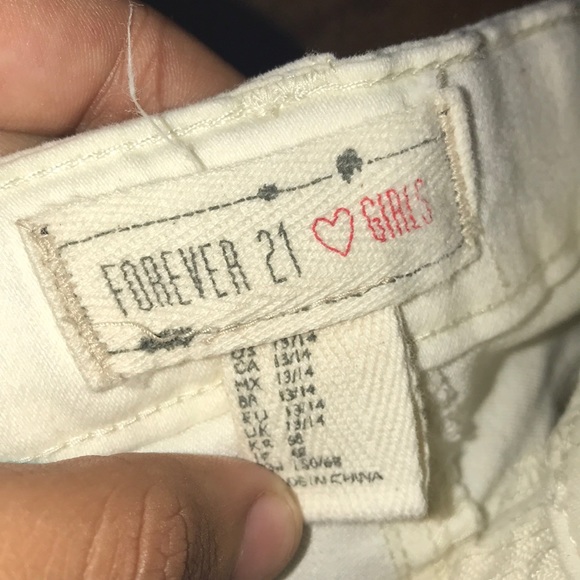 FOREVER 21 ♡ GIRLS
US 13/14
CA 13/14
MX 13/14
BR 13/14
EU 13/14
UK 13/14
KR 68
68
150/68
MADE IN CHINA